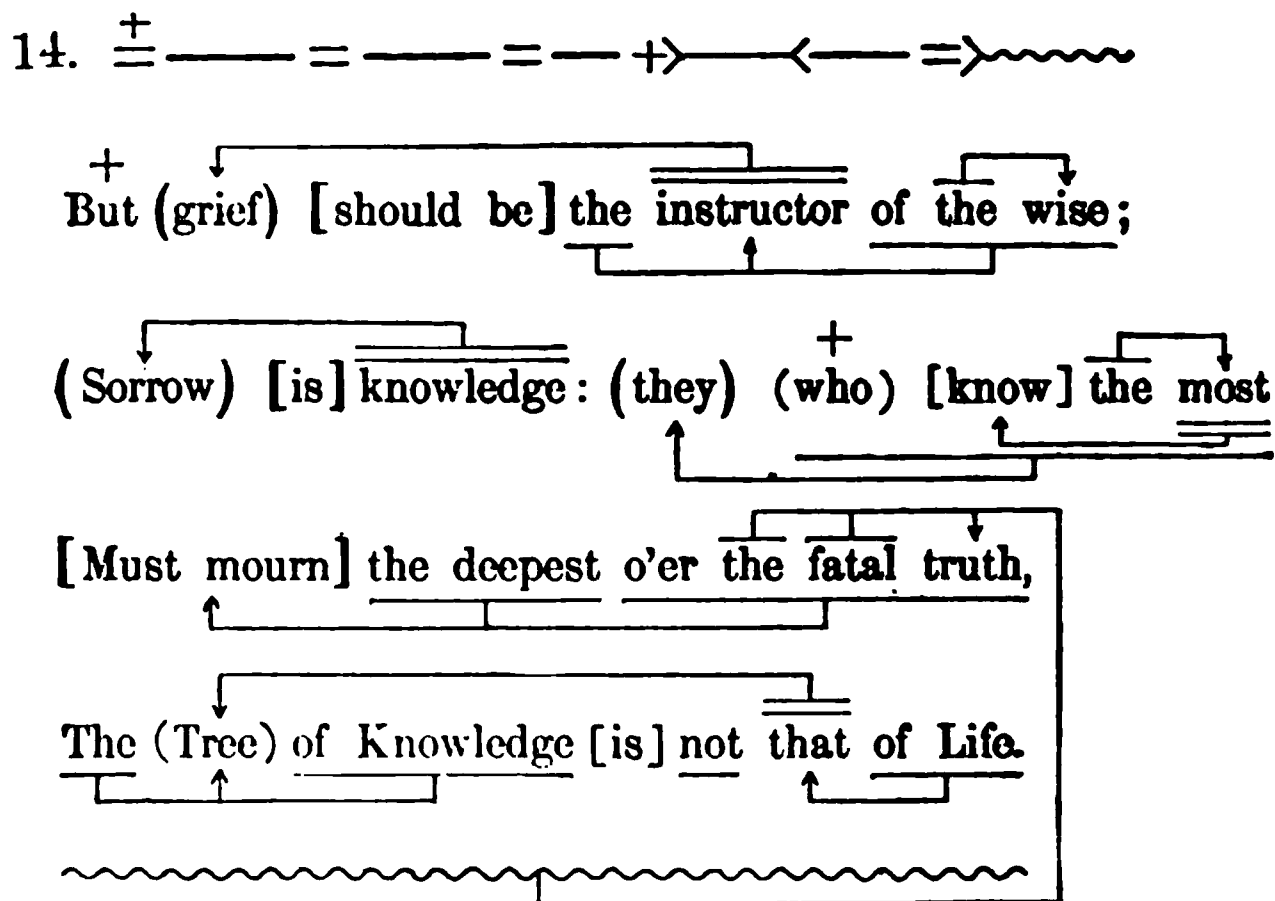 14.
But (grief) [should be] the instructor of the wise;
(Sorrow) [is] knowledge: (they) (who) [know] the most
[Must mourn] the deepest o'er the fatal truth,
The (Tree) of Knowledge [is] not that of Life.